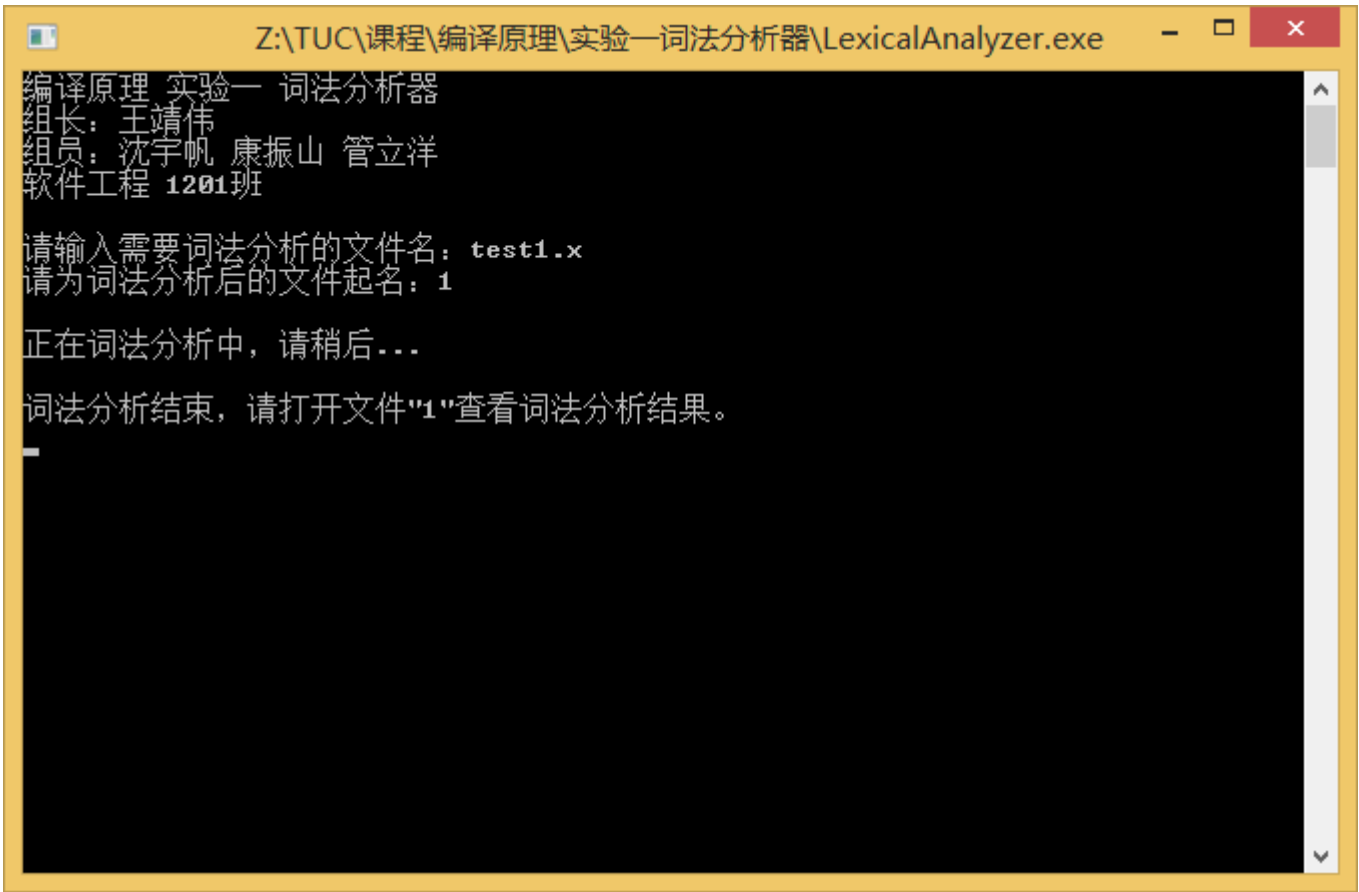 Z:\TUC\课程\编译原理\实验一词法分析器\LexicalAnalyzer.exe
编译原理 实验一 词法分析器
组长：王靖伟
组员：沈宇帆 康振山 管立洋
软件工程 1201班
请输入需要词法分析的文件名：test1.x
请为词法分析后的文件起名：1
正在词法分析中，请稍后...
词法分析结束，请打开文件"1"查看词法分析结果。